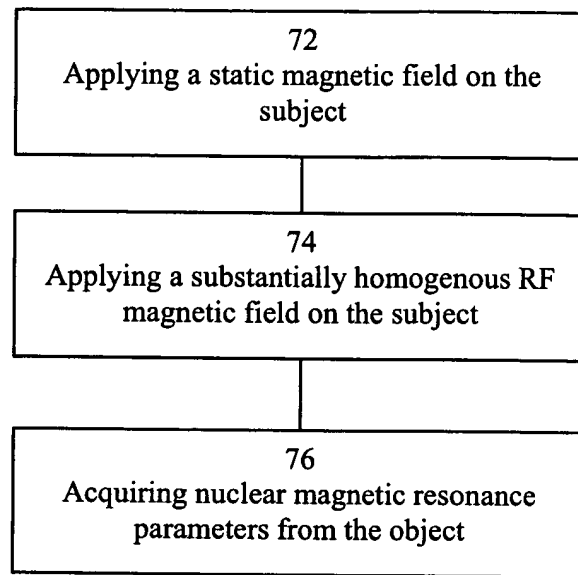 72
Applying a static magnetic field on the
subject
74
Applying a substantially homogenous RF
magnetic field on the subject
76
Acquiring nuclear magnetic resonance
parameters from the object